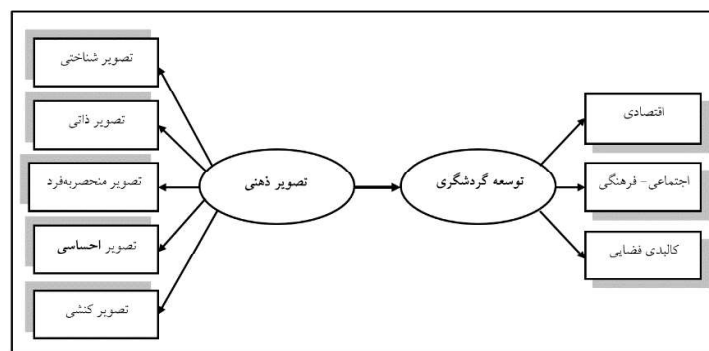 تصویر شناختی
تصویر ذاتی
تصویر منحصربه‌فرد
تصویر احساسی
تصویر کنشی
تصویر ذهنی
توسعه گردشگری
اقتصادی
اجتماعی- فرهنگی
کالبدی فضایی